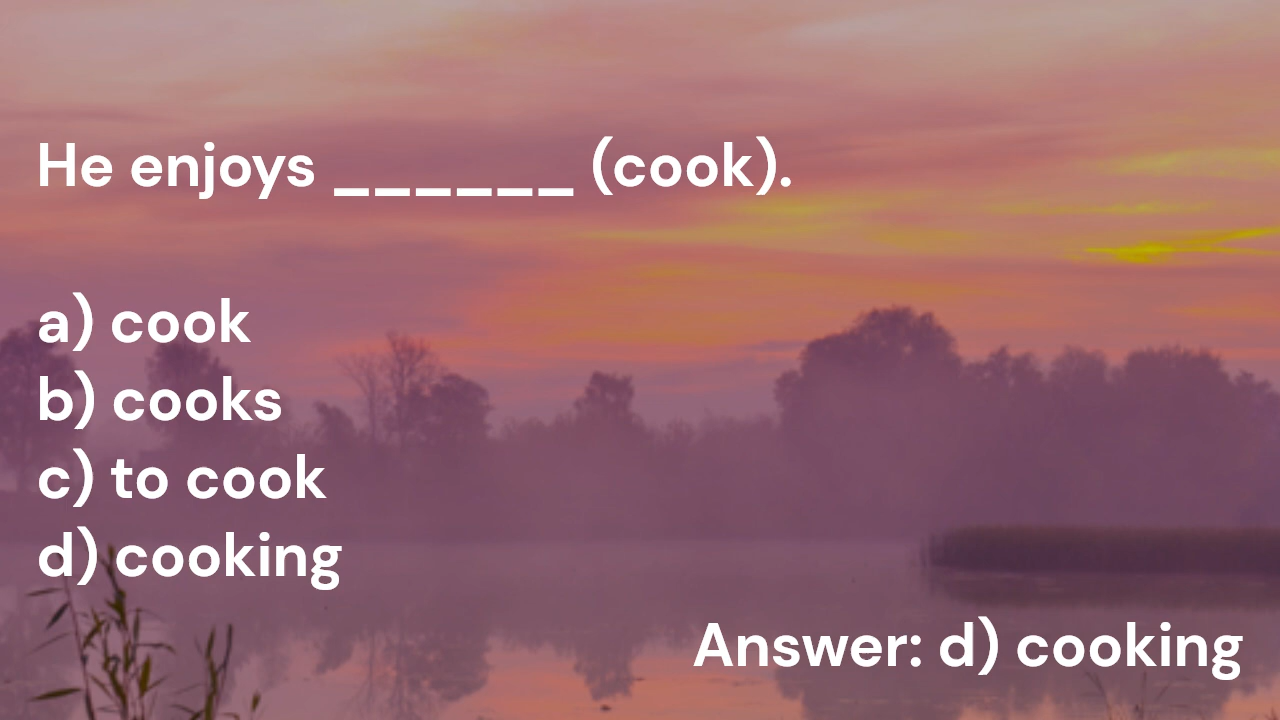 He enjoys ______ (cook).
a) cook
b) cooks
c) to cook
d) cooking
Answer: d) cooking